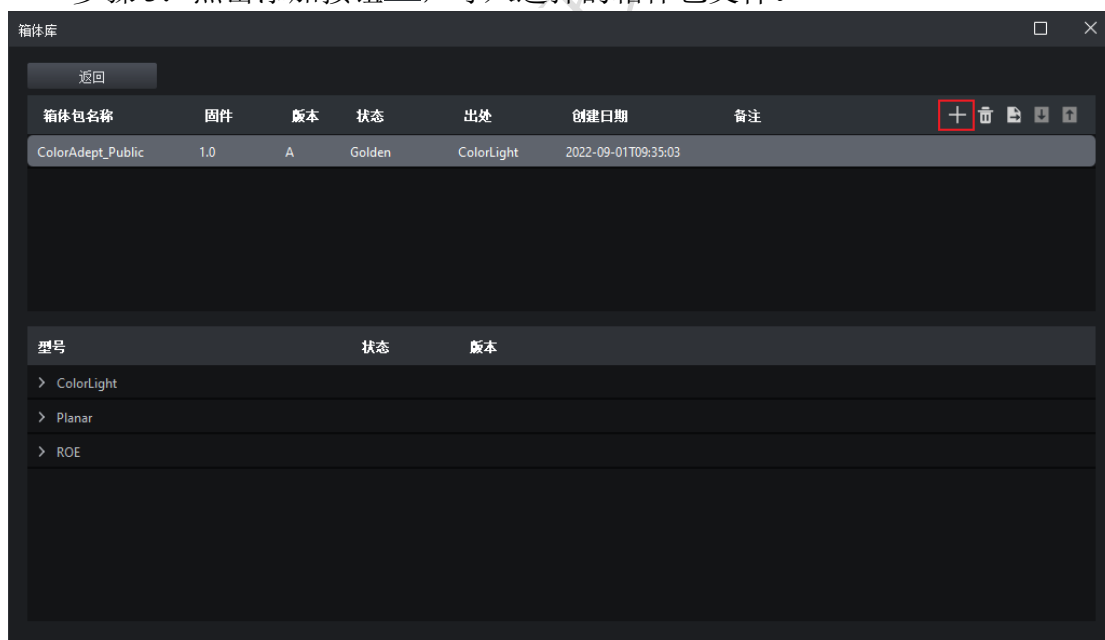 箱体库
返回
箱体包名称 固件 版本 状态 出处 创建日期 备注
ColorAdept_Public 1.0 A Golden ColorLight 2022-09-01T09:35:03
型号 状态 版本
ColorLight
Planar
ROE